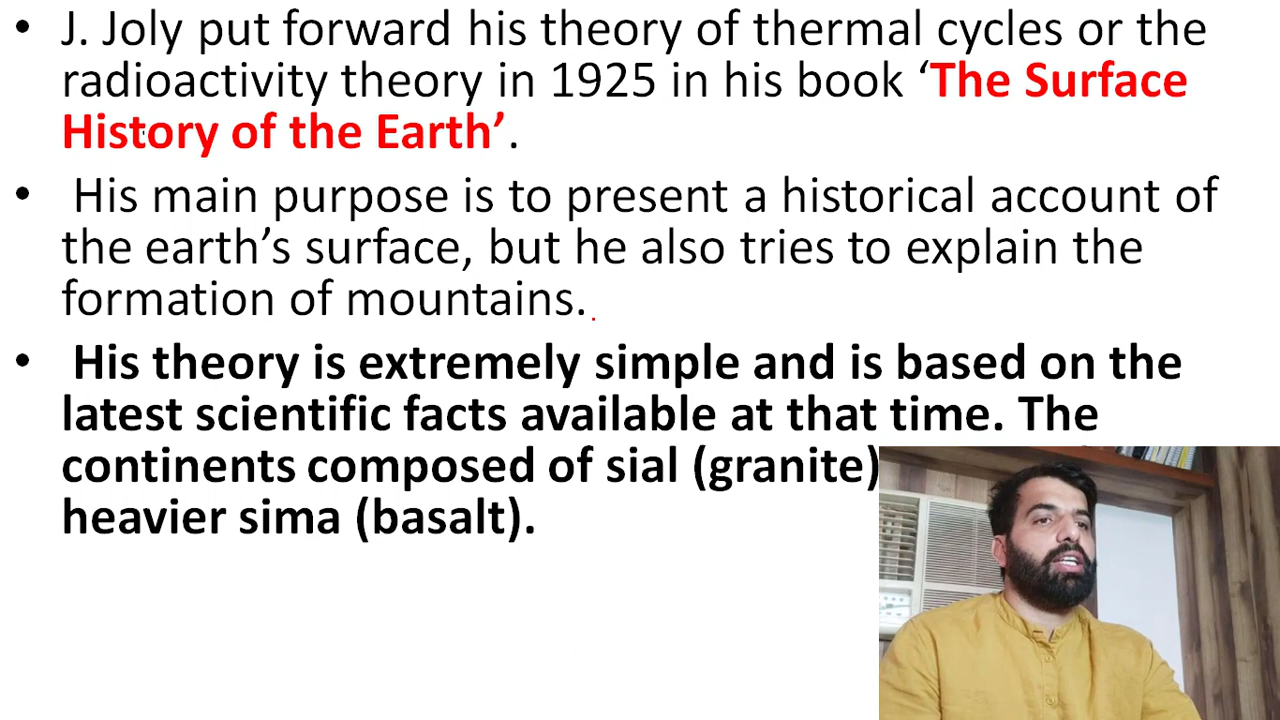 • J. Joly put forward his theory of thermal cycles or the
radioactivity theory in 1925 in his book ‘The Surface
History of the Earth’.
• His main purpose is to present a historical account of
the earth’s surface, but he also tries to explain the
formation of mountains.
• His theory is extremely simple and is based on the
latest scientific facts available at that time. The
continents composed of sial (granite)
heavier sima (basalt).